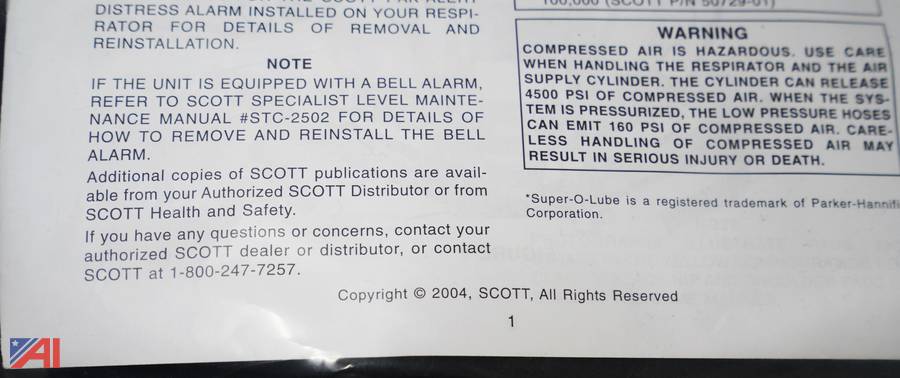 DISTRESS ALARM INSTALLED ON YOUR RESPI-
RATOR FOR DETAILS OF REMOVAL AND
REINSTALLATION.
NOTE
IF THE UNIT IS EQUIPPED WITH A BELL ALARM,
REFER TO SCOTT SPECIALIST LEVEL MAINTE-
NANCE MANUAL #STC-2502 FOR DETAILS OF
HOW TO REMOVE AND REINSTALL THE BELL
ALARM.
Additional copies of SCOTT publications are avail-
able from your Authorized SCOTT Distributor or from
SCOTT Health and Safety.
If you have any questions or concerns, contact your
authorized SCOTT dealer or distributor, or contact
SCOTT at 1-800-247-7257.
100,000 (SCOTT P/N 50729-01)
WARNING
COMPRESSED AIR IS HAZARDOUS. USE CARE
WHEN HANDLING THE RESPIRATOR AND THE AIR
SUPPLY CYLINDER. THE CYLINDER CAN RELEASE
4500 PSI OF COMPRESSED AIR. WHEN THE SYS-
TEM IS PRESSURIZED, THE LOW PRESSURE HOSES
CAN EMIT 160 PSI OF COMPRESSED AIR. CARE-
LESS HANDLING OF COMPRESSED AIR MAY
RESULT IN SERIOUS INJURY OR DEATH.
*Super-O-Lube is a registered trademark of Parker-Hannifi
Corporation.
Copyright © 2004, SCOTT, All Rights Reserved
1
AI